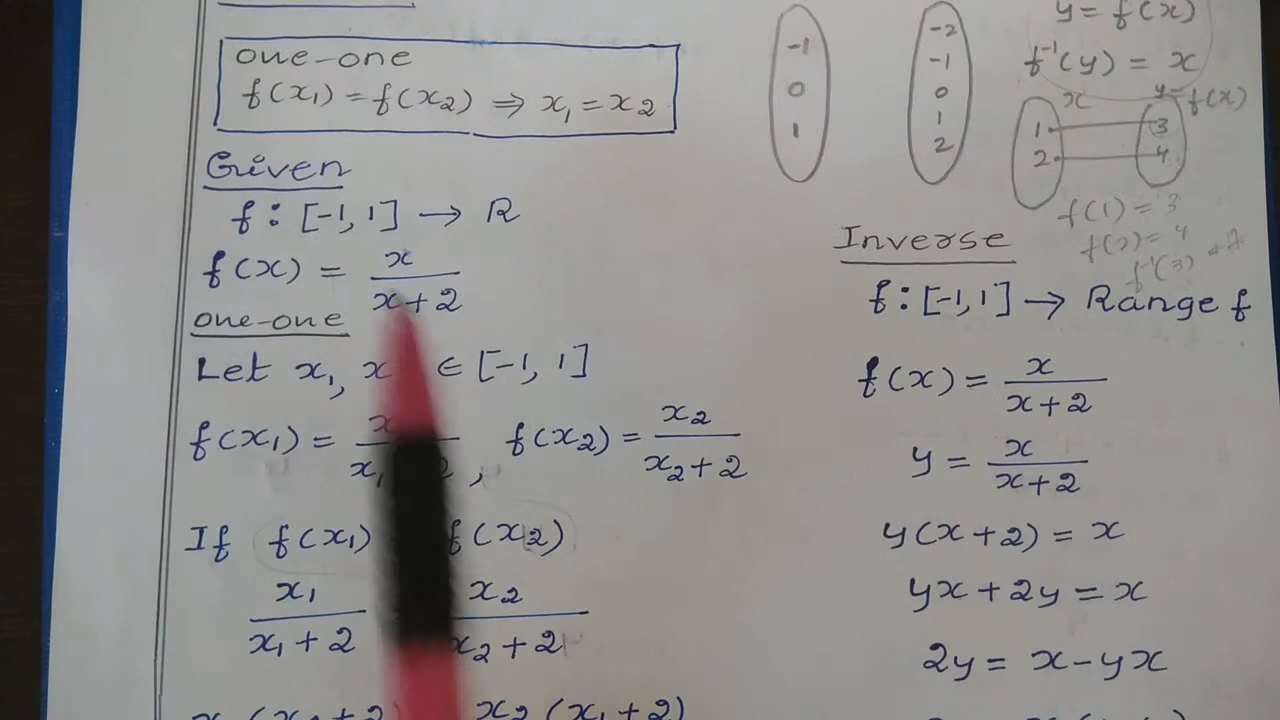 one-one
f(x₁) = f(x₂) ⇒ x₁ = x₂
Given
f : [-1, 1] → R
f(x) = x/(x+2)
one-one
Let x₁, x ∈ [-1, 1]
f(x₁) = x, f(x₂) = x₂/(x₂+2)
If f(x₁) f(x₂)
x₁/(x₁+2) x₂/(x₂+2)
x₂(x₁+2)
-1
0
1
-2
-1
0
1
2
y = f(x)
f⁻¹(y) = x
x y = f(x)
1 3
2 4
f(1) = 3
f(2) = 4
f⁻¹(3)
Inverse
f : [-1, 1] → Range f
f(x) = x/(x+2)
y = x/(x+2)
y(x+2) = x
yx + 2y = x
2y = x - yx